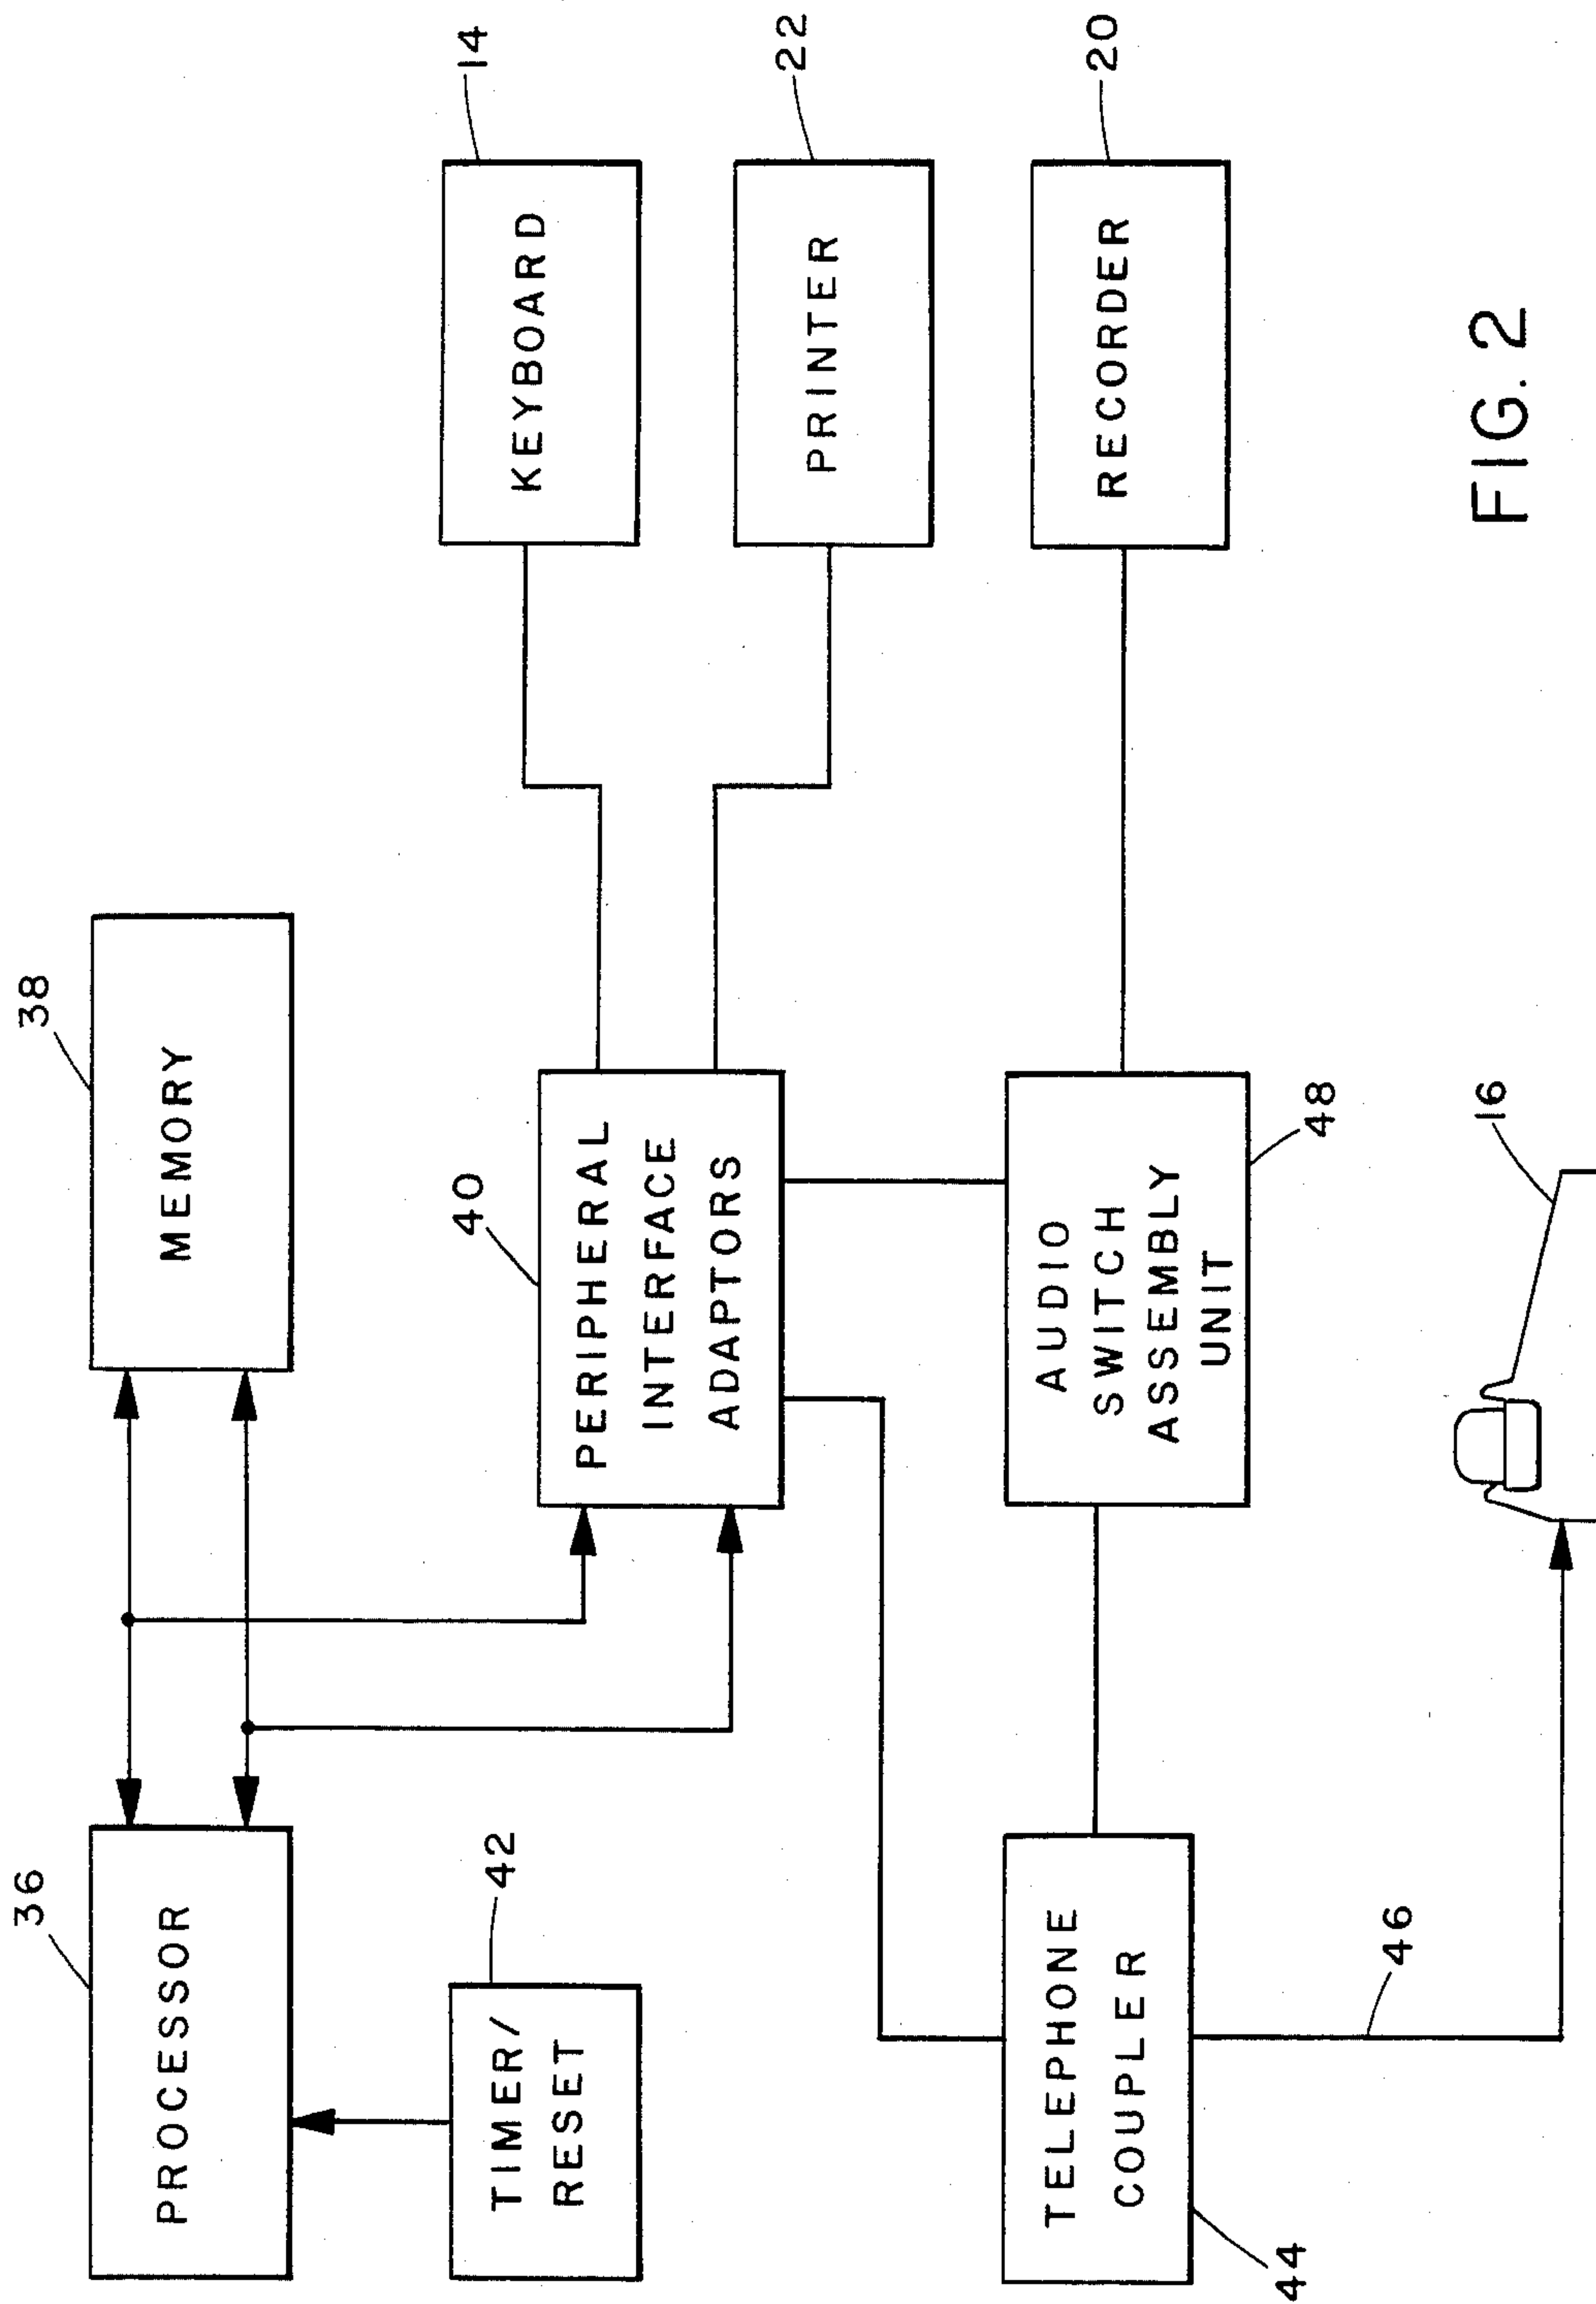 36
PROCESSOR
38
MEMORY
42
TIMER/
RESET
40
PERIPHERAL
INTERFACE
ADAPTORS
14
KEYBOARD
22
PRINTER
TELEPHONE
COUPLER
44
46
AUDIO
SWITCH
ASSEMBLY
UNIT
48
20
RECORDER
16
FIG. 2